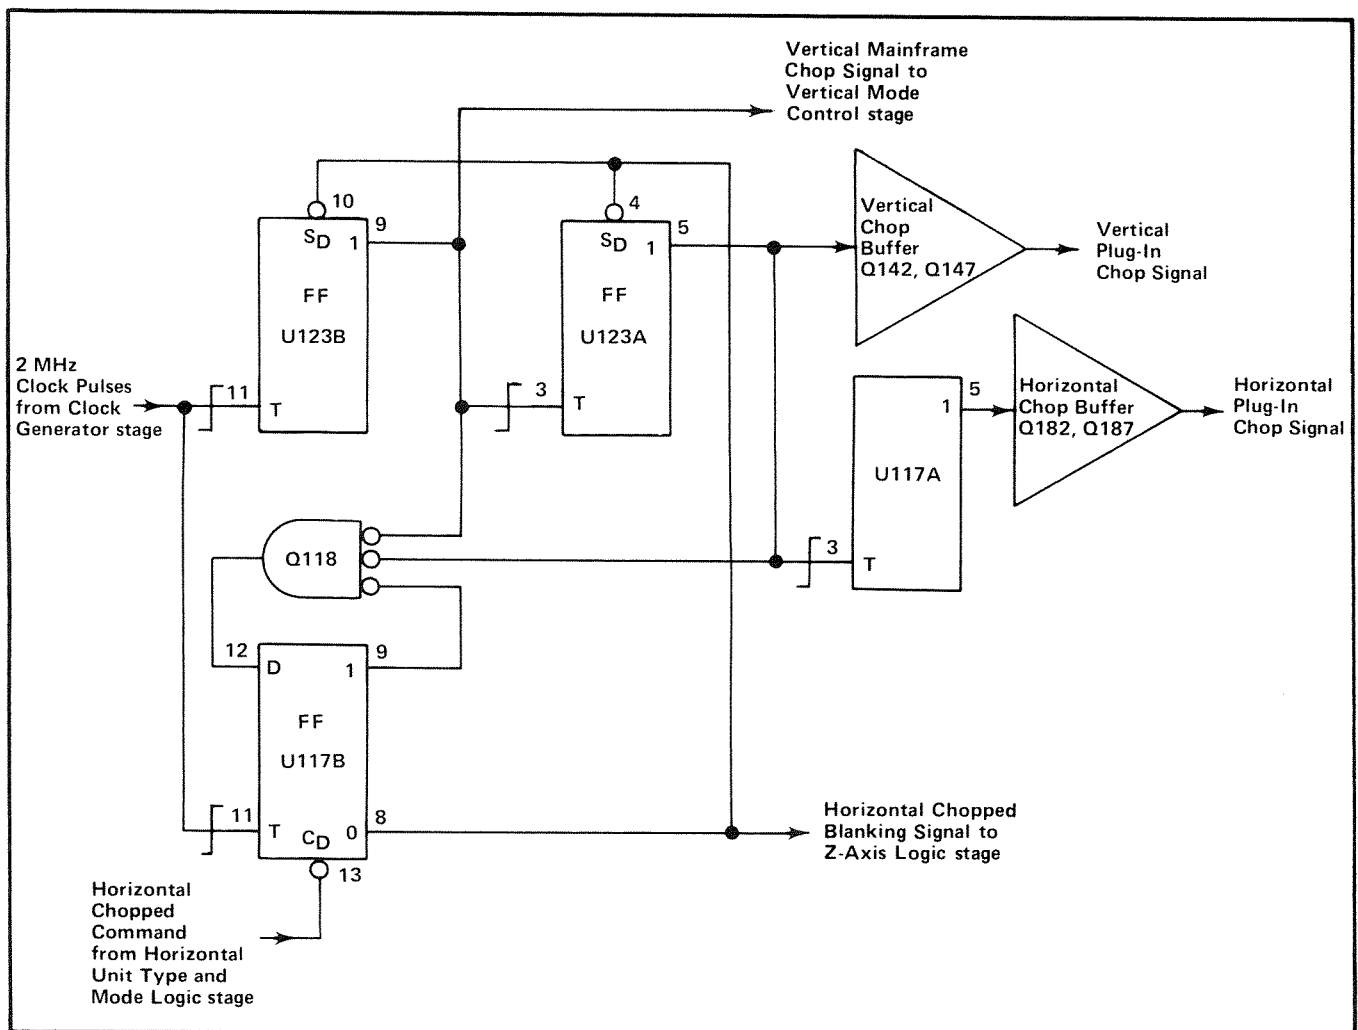 Vertical Mainframe
Chop Signal to
Vertical Mode
Control stage
10
9
SD 1
FF
U123B
11
T
4
5
SD 1
FF
U123A
3
T
Vertical
Chop
Buffer
Q142, Q147
Vertical
Plug-In
Chop Signal
2 MHz
Clock Pulses
from Clock
Generator stage
5
1
U117A
3
T
Horizontal
Chop Buffer
Q182, Q187
Horizontal
Plug-In
Chop Signal
Q118
12
9
D 1
FF
U117B
11
8
T CD 0
13
Horizontal Chopped
Blanking Signal to
Z-Axis Logic stage
Horizontal
Chopped
Command
from Horizontal
Unit Type and
Mode Logic stage